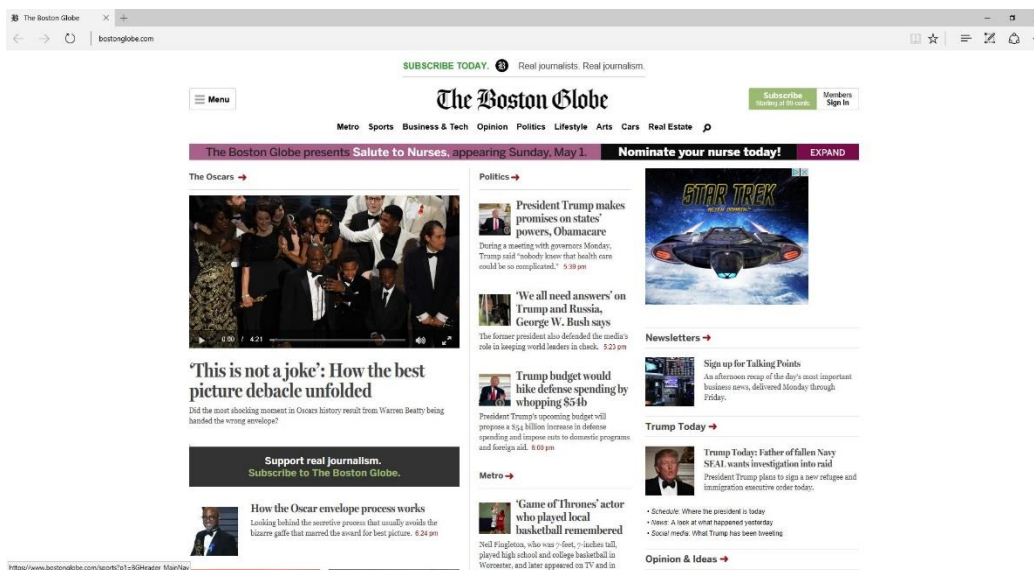 The Boston Globe
bostonglobe.com
SUBSCRIBE TODAY. B Real journalists. Real journalism.
Menu
The Boston Globe
Subscribe
Starting at 99 cents
Members
Sign In
Metro Sports Business & Tech Opinion Politics Lifestyle Arts Cars Real Estate
The Boston Globe presents Salute to Nurses, appearing Sunday, May 1. Nominate your nurse today! EXPAND
The Oscars
0:00 / 4:21
'This is not a joke': How the best
picture debacle unfolded
Did the most shocking moment in Oscars history result from Warren Beatty being
handed the wrong envelope?
Support real journalism.
Subscribe to The Boston Globe.
How the Oscar envelope process works
Looking behind the secretive process that usually avoids the
bizarre gaffe that marred the award for best picture. 6:24 pm
Politics
President Trump makes
promises on states'
powers, Obamacare
During a meeting with governors Monday,
Trump said "nobody knew that health care
could be so complicated." 5:39 pm
'We all need answers' on
Trump and Russia,
George W. Bush says
The former president also defended the media's
role in keeping world leaders in check. 5:23 pm
Trump budget would
hike defense spending by
whopping $54b
President Trump's upcoming budget will
propose a $54 billion increase in defense
spending and impose cuts to domestic programs
and foreign aid. 6:09 pm
Metro
'Game of Thrones' actor
who played local
basketball remembered
Neil Fingleton, who was 7-feet, 7-inches tall,
played high school and college basketball in
Worcester, and later appeared on TV and in
STAR TREK
Newsletters
Sign up for Talking Points
An afternoon recap of the day's most important
business news, delivered Monday through
Friday.
Trump Today
Trump Today: Father of fallen Navy
SEAL wants investigation into raid
President Trump plans to sign a new refugee and
immigration executive order today.
• Schedule: Where the president is today
• News: A look at what happened yesterday
• Social media: What Trump has been tweeting
Opinion & Ideas
https://www.bostonglobe.com/sports?p1=BGHeader_MainNav